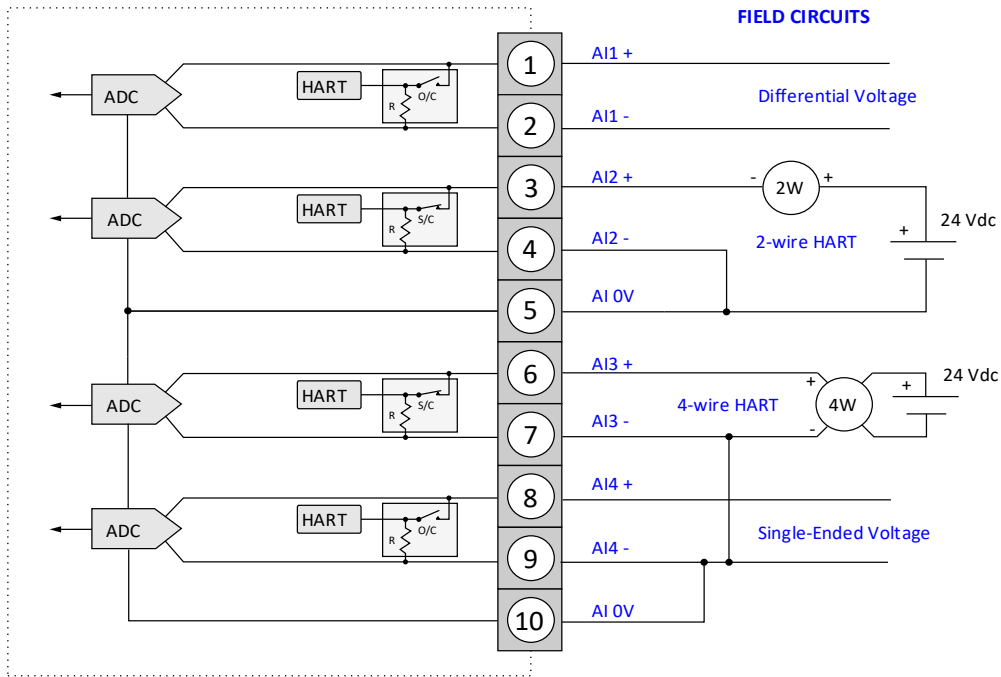 FIELD CIRCUITS
1
AI1 +
HART
O/C
R
ADC
Differential Voltage
2
AI1 -
3
AI2 +
- 2W +
HART
S/C
R
ADC
24 Vdc
+
2-wire HART
4
AI2 -
5
AI 0V
6
AI3 +
24 Vdc
+
+
HART
S/C
R
ADC
4-wire HART
4W
7
AI3 -
-
8
AI4 +
HART
O/C
R
ADC
Single-Ended Voltage
9
AI4 -
10
AI 0V